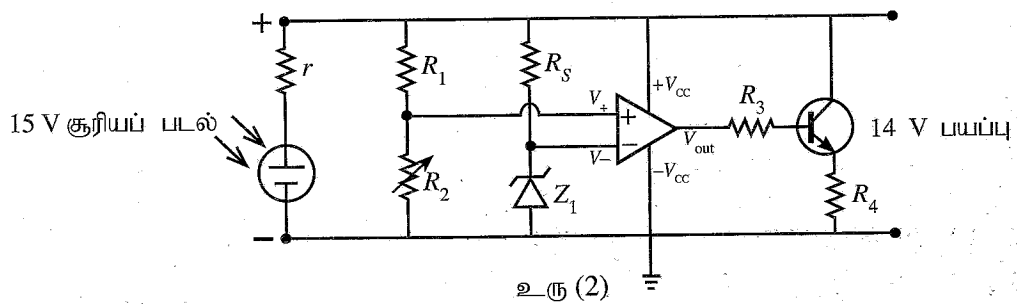 +
r
R1
RS
+VCC
V+
+
R3
15 V சூரியப் படல்
V−
−
Vout
14 V பயப்பு
−VCC
R2
Z1
R4
−
உரு (2)